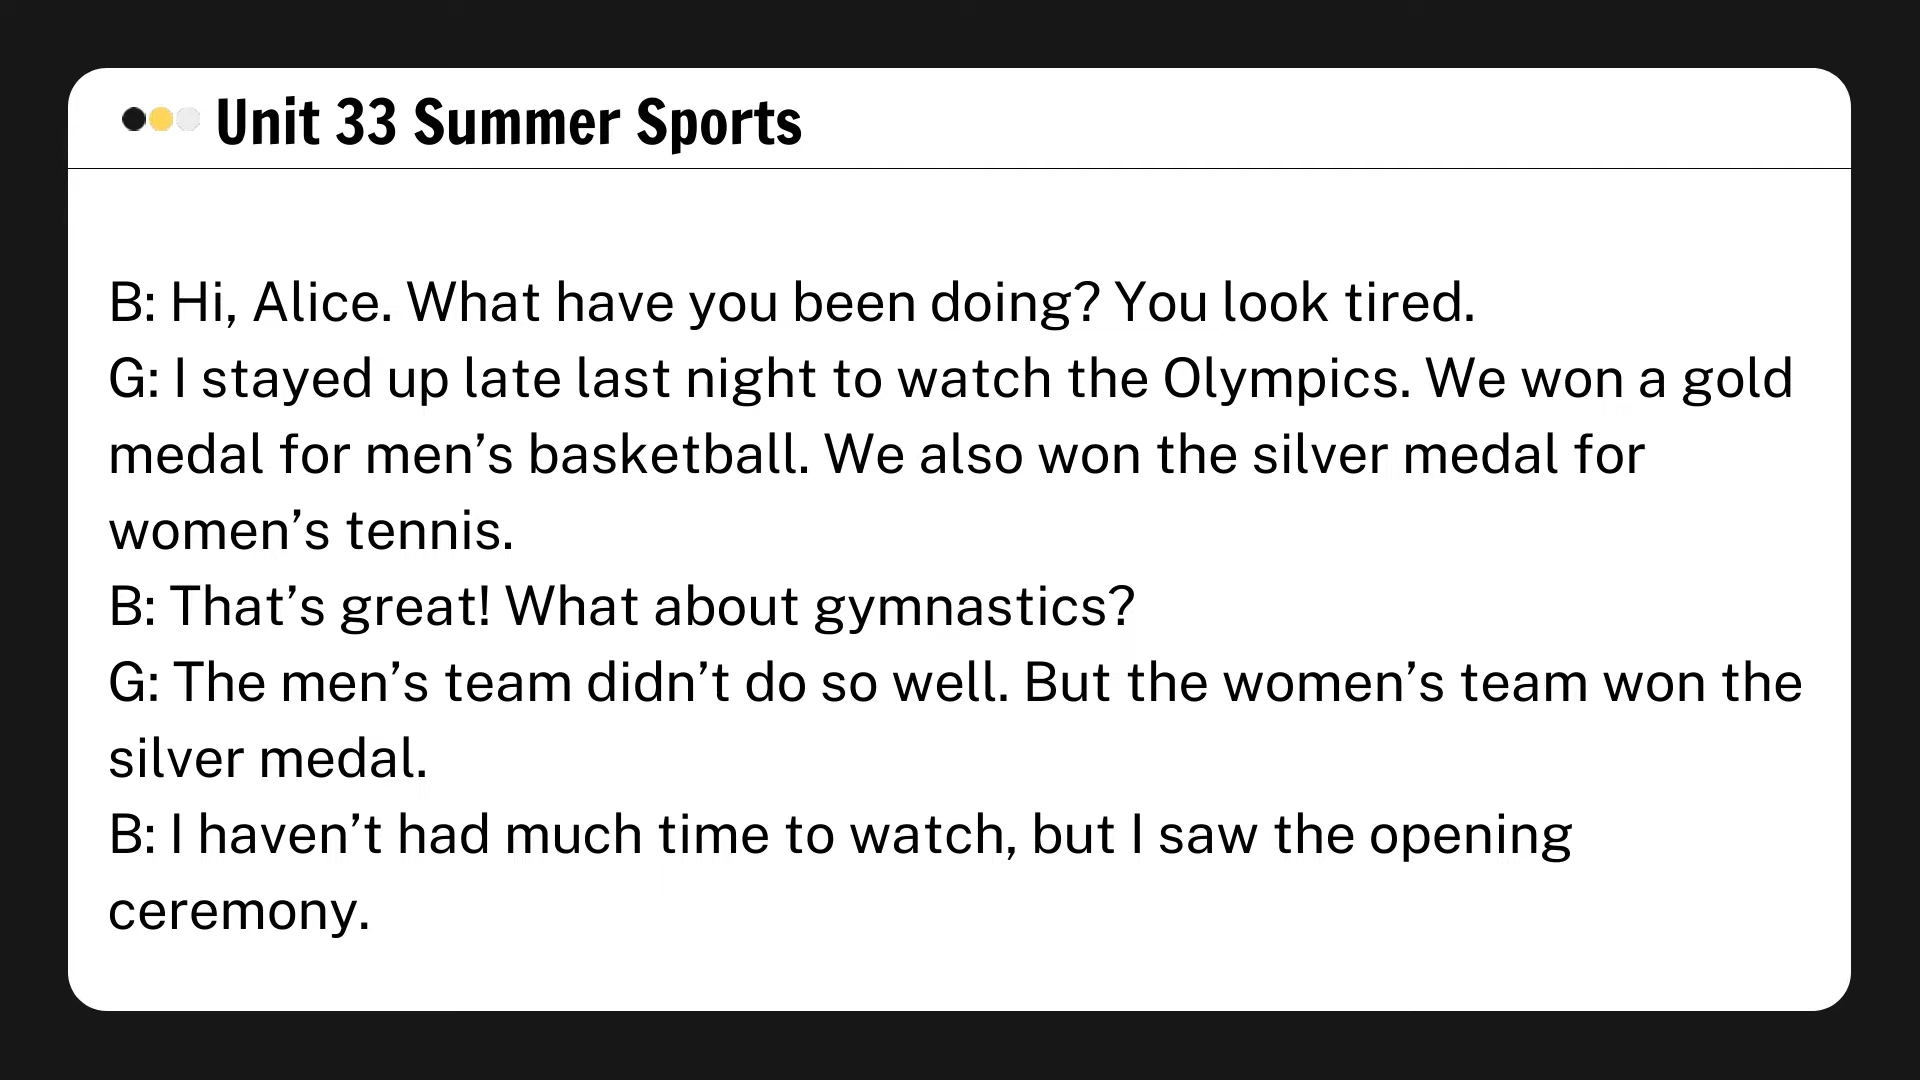 Unit 33 Summer Sports
B: Hi, Alice. What have you been doing? You look tired.
G: I stayed up late last night to watch the Olympics. We won a gold
medal for men’s basketball. We also won the silver medal for
women’s tennis.
B: That’s great! What about gymnastics?
G: The men’s team didn’t do so well. But the women’s team won the
silver medal.
B: I haven’t had much time to watch, but I saw the opening
ceremony.